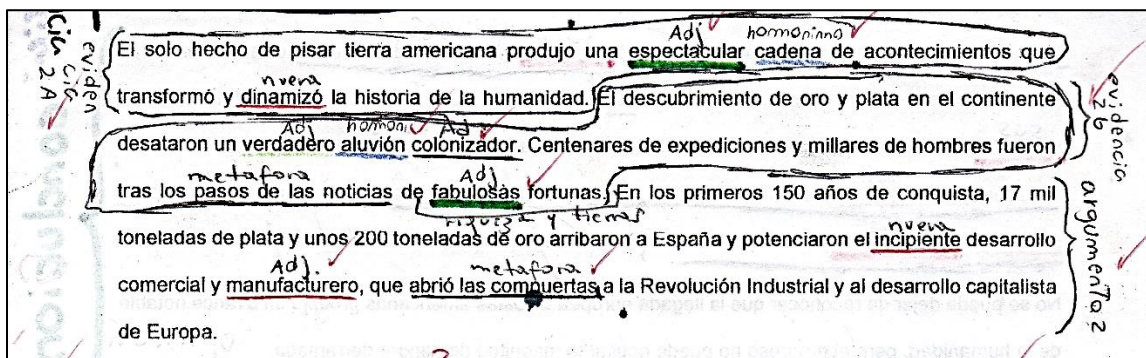 Adj homonimo
El solo hecho de pisar tierra americana produjo una espectacular cadena de acontecimientos que
nueva
transformó y dinamizó la historia de la humanidad. El descubrimiento de oro y plata en el continente
Adj homoni Ad
desataron un verdadero aluvión colonizador. Centenares de expediciones y millares de hombres fueron
metafora Adj
tras los pasos de las noticias de fabulosas fortunas. En los primeros 150 años de conquista, 17 mil
riqueza y tierras nueva
toneladas de plata y unos 200 toneladas de oro arribaron a España y potenciaron el incipiente desarrollo
Adj. metafora
comercial y manufacturero, que abrió las compuertas a la Revolución Industrial y al desarrollo capitalista
de Europa.
eviden
cia
2A
evidencia
2b
argumento 2